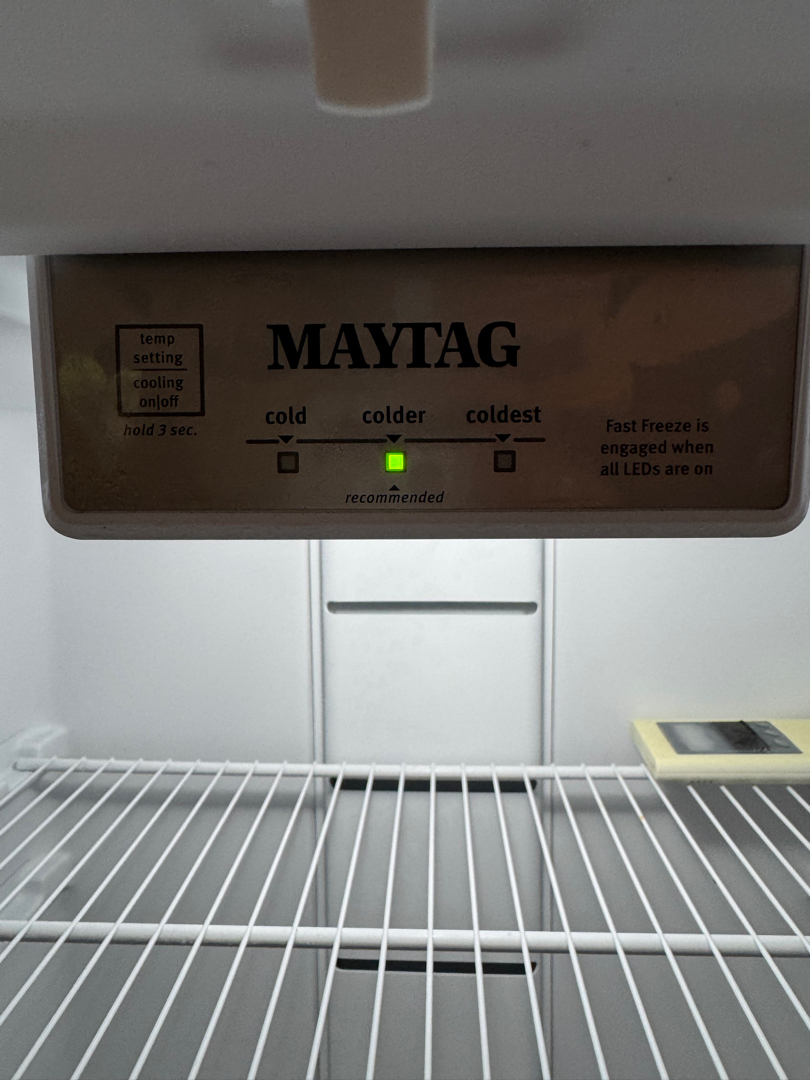 temp
setting
cooling
on|off
hold 3 sec.
MAYTAG
cold colder coldest
recommended
Fast Freeze is
engaged when
all LEDs are on